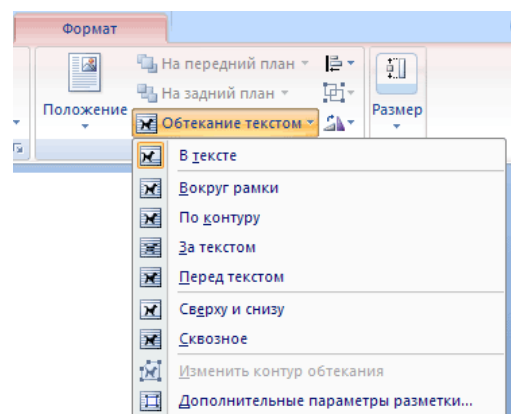 Формат
На передний план
На задний план
Положение
Обтекание текстом
Размер
В тексте
Вокруг рамки
По контуру
За текстом
Перед текстом
Сверху и снизу
Сквозное
Изменить контур обтекания
Дополнительные параметры разметки...